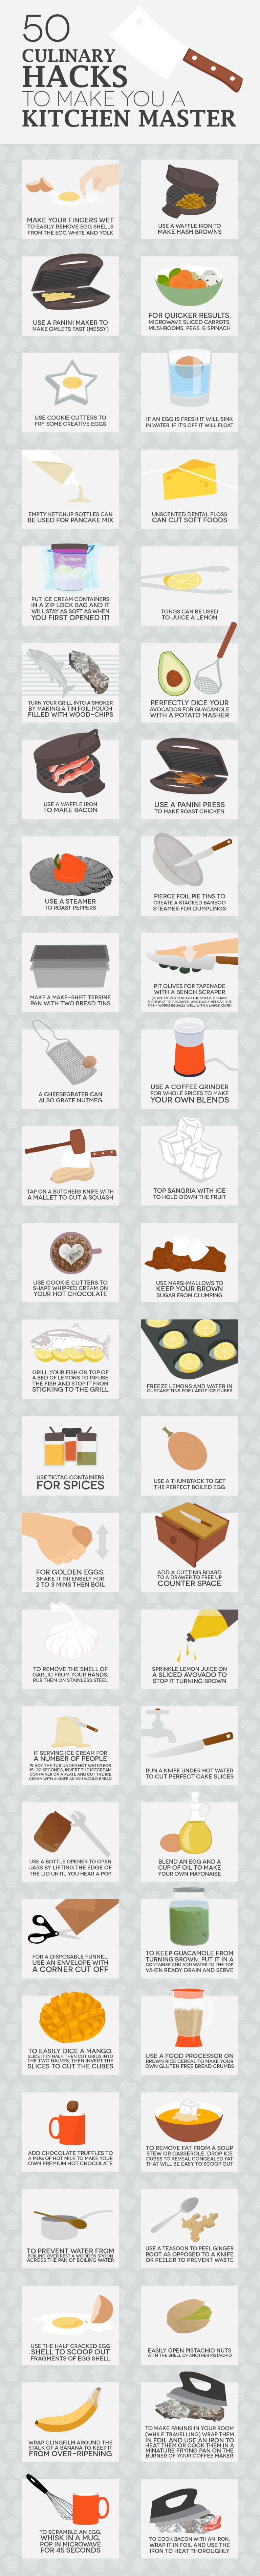 50
CULINARY
HACKS
TO MAKE YOU A
KITCHEN MASTER
MAKE YOUR FINGERS WET
TO EASILY REMOVE EGG SHELLS
FROM THE EGG WHITE AND YOLK
USE A WAFFLE IRON TO
MAKE HASH BROWNS
USE A PANINI MAKER TO
MAKE OMLETS FAST (MESSY)
FOR QUICKER RESULTS,
MICROWAVE SLICED CARROTS,
MUSHROOMS, PEAS, & SPINACH
USE COOKIE CUTTERS TO
FRY SOME CREATIVE EGGS
IF AN EGG IS FRESH IT WILL SINK
IN WATER, IF IT'S OFF IT WILL FLOAT
EMPTY KETCHUP BOTTLES CAN
BE USED FOR PANCAKE MIX
UNSCENTED DENTAL FLOSS
CAN CUT SOFT FOODS
PUT ICE CREAM CONTAINERS
IN A ZIP LOCK BAG AND IT
WILL STAY AS SOFT AS WHEN
YOU FIRST OPENED IT!
TONGS CAN BE USED
TO JUICE A LEMON
TURN YOUR GRILL INTO A SMOKER
BY MAKING A TIN FOIL POUCH
FILLED WITH WOOD-CHIPS
PERFECTLY DICE YOUR
AVOCADOS FOR GUACAMOLE
WITH A POTATO MASHER
USE A WAFFLE IRON
TO MAKE BACON
USE A PANINI PRESS
TO MAKE ROAST CHICKEN
USE A STEAMER
TO ROAST PEPPERS
PIERCE FOIL PIE TINS TO
CREATE A STACKED BAMBOO
STEAMER FOR DUMPLINGS
MAKE A MAKE-SHIFT TERRINE
PAN WITH TWO BREAD TINS
PIT OLIVES FOR TAPENADE
WITH A BENCH SCRAPER
A CHEESEGRATER CAN
ALSO GRATE NUTMEG
USE A COFFEE GRINDER
FOR WHOLE SPICES TO MAKE
YOUR OWN BLENDS
TAP ON A BUTCHERS KNIFE WITH
A MALLET TO CUT A SQUASH
TOP SANGRIA WITH ICE
TO HOLD DOWN THE FRUIT
USE COOKIE CUTTERS TO
SHAPE WHIPPED CREAM ON
YOUR HOT CHOCOLATE
USE MARSHMALLOWS TO
KEEP YOUR BROWN
SUGAR FROM CLUMPING
GRILL YOUR FISH ON TOP OF
A BED OF LEMONS TO INFUSE
THE FISH AND STOP IT FROM
STICKING TO THE GRILL
FREEZE LEMONS AND WATER IN
CUPCAKE TINS FOR LARGE ICE CUBES
USE TICTAC CONTAINERS
FOR SPICES
USE A THUMBTACK TO GET
THE PERFECT BOILED EGG
FOR GOLDEN EGGS,
SHAKE IT INTENSELY FOR
2 TO 3 MINS THEN BOIL
ADD A CUTTING BOARD
TO A DRAWER TO FREE UP
COUNTER SPACE
TO REMOVE THE SMELL OF
GARLIC FROM YOUR HANDS,
RUB THEM ON STAINLESS STEEL
SPRINKLE LEMON JUICE ON
A SLICED AVOVADO TO
STOP IT TURNING BROWN
IF SERVING ICE CREAM FOR
A NUMBER OF PEOPLE
PLACE THE TUB UNDER HOT WATER FOR
15-30 SECONDS, INVERT THE ICECREAM
CONTAINER ON A PLATE AND CUT THE ICE
CREAM WITH A KNIFE AS YOU WOULD BREAD
RUN A KNIFE UNDER HOT WATER
TO CUT PERFECT CAKE SLICES
USE A BOTTLE OPENER TO OPEN
JARS BY LIFTING THE EDGE OF
THE LID UNTIL YOU HEAR A POP
BLEND AN EGG AND A
CUP OF OIL TO MAKE
YOUR OWN MAYONAISE
FOR A DISPOSABLE FUNNEL,
USE AN ENVELOPE WITH
A CORNER CUT OFF
TO KEEP GUACAMOLE FROM
TURNING BROWN, PUT IT IN A
CONTAINER AND ADD WATER TO THE TOP
WHEN READY DRAIN AND SERVE
TO EASILY DICE A MANGO,
SLICE IT IN HALF, THEN CUT GRIDS INTO
THE TWO HALVES, THEN INVERT THE
SLICES TO CUT THE CUBES
USE A FOOD PROCESSOR ON
BROWN RICE CEREAL TO MAKE YOUR
OWN GLUTEN FREE BREAD CRUMBS
ADD CHOCOLATE TRUFFLES TO
A MUG OF HOT MILK TO MAKE YOUR
OWN PREMIUM HOT CHOCOLATE
TO REMOVE FAT FROM A SOUP
STEW OR CASSEROLE, DROP ICE
CUBES TO REVEAL CONGEALED FAT
THAT WILL BE EASY TO SCOOP OUT
TO PREVENT WATER FROM
BOILING OVER REST A WOODEN SPOON
ACROSS THE PAN OF BOILING WATER
USE A TEASOON TO PEEL GINGER
ROOT AS OPPOSED TO A KNIFE
OR PEELER TO PREVENT WASTE
USE THE HALF CRACKED EGG
SHELL TO SCOOP OUT
FRAGMENTS OF EGG SHELL
EASILY OPEN PISTACHIO NUTS
WITH THE SHELL OF ANOTHER PISTACHIO
WRAP CLINGFILM AROUND THE
STALK OF A BANANA TO KEEP IT
FROM OVER-RIPENING
TO MAKE PANINIS IN YOUR ROOM
(WHILE TRAVELLING) WRAP THEM
IN FOIL AND USE AN IRON TO
HEAT THEM OR COOK THEM IN A
MINATURE FRYING PAN ON THE
BURNER OF YOUR COFFEE MAKER
TO SCRAMBLE AN EGG,
WHISK IN A MUG,
POP IN MICROWAVE
FOR 45 SECONDS
TO COOK BACON WITH AN IRON,
WRAP IT IN FOIL AND USE THE
IRON TO HEAT THOROUGHLY